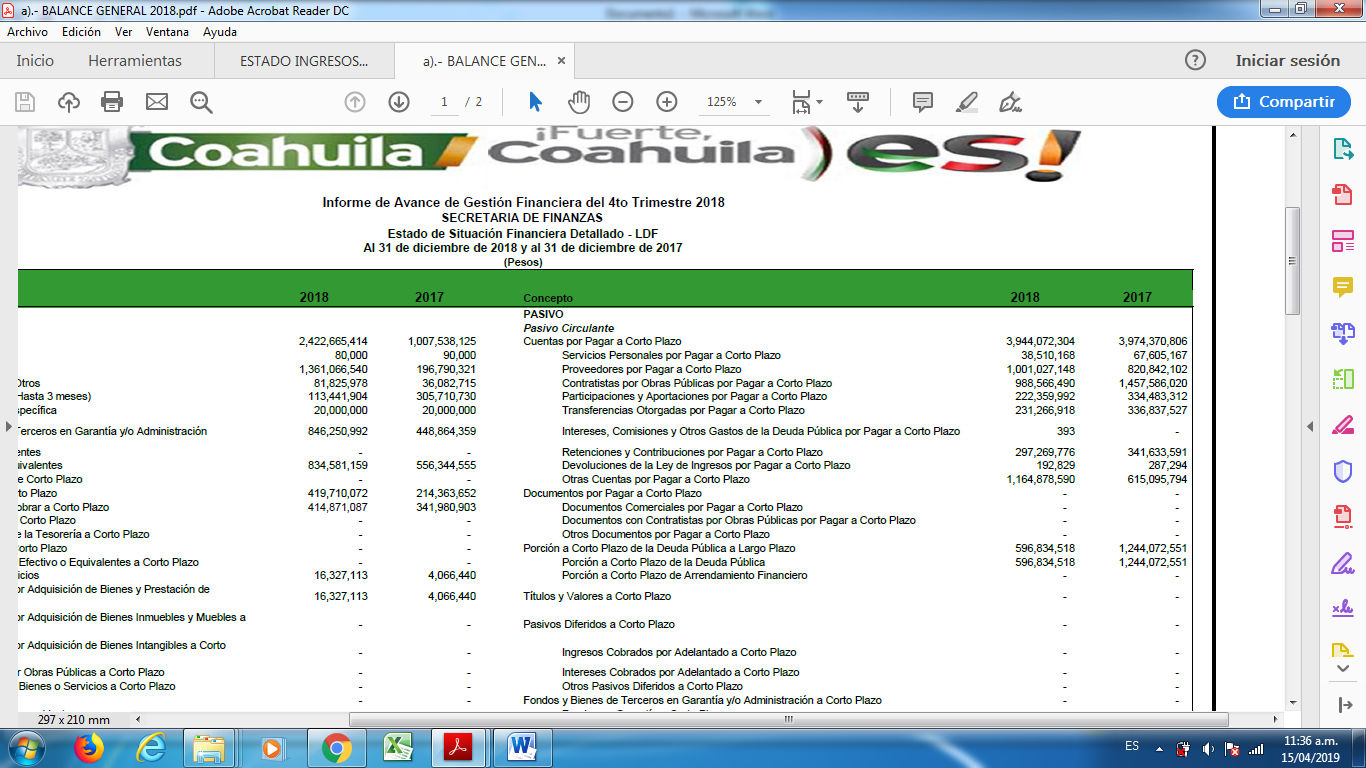 a).- BALANCE GENERAL 2018.pdf - Adobe Acrobat Reader DC
Archivo Edición Ver Ventana Ayuda
Inicio Herramientas ESTADO INGRESOS... a).- BALANCE GEN... ×
Iniciar sesión
1 / 2 125% Compartir
¡Fuerte,
Coahuila Coahuila es!
Informe de Avance de Gestión Financiera del 4to Trimestre 2018
SECRETARIA DE FINANZAS
Estado de Situación Financiera Detallado - LDF
Al 31 de diciembre de 2018 y al 31 de diciembre de 2017
(Pesos)
2018 2017 Concepto 2018 2017
PASIVO
Pasivo Circulante
2,422,665,414 1,007,538,125 Cuentas por Pagar a Corto Plazo 3,944,072,304 3,974,370,806
80,000 90,000 Servicios Personales por Pagar a Corto Plazo 38,510,168 67,605,167
1,361,066,540 196,790,321 Proveedores por Pagar a Corto Plazo 1,001,027,148 820,842,102
Otros 81,825,978 36,082,715 Contratistas por Obras Públicas por Pagar a Corto Plazo 988,566,490 1,457,586,020
Hasta 3 meses) 113,441,904 305,710,730 Participaciones y Aportaciones por Pagar a Corto Plazo 222,359,992 334,483,312
specífica 20,000,000 20,000,000 Transferencias Otorgadas por Pagar a Corto Plazo 231,266,918 336,837,527
Terceros en Garantía y/o Administración 846,250,992 448,864,359 Intereses, Comisiones y Otros Gastos de la Deuda Pública por Pagar a Corto Plazo 393 -
entes - - Retenciones y Contribuciones por Pagar a Corto Plazo 297,269,776 341,633,591
uivalentes 834,581,159 556,344,555 Devoluciones de la Ley de Ingresos por Pagar a Corto Plazo 192,829 287,294
e Corto Plazo - - Otras Cuentas por Pagar a Corto Plazo 1,164,878,590 615,095,794
to Plazo 419,710,072 214,363,652 Documentos por Pagar a Corto Plazo - -
obrar a Corto Plazo 414,871,087 341,980,903 Documentos Comerciales por Pagar a Corto Plazo - -
Corto Plazo - - Documentos con Contratistas por Obras Públicas por Pagar a Corto Plazo - -
e la Tesorería a Corto Plazo - - Otros Documentos por Pagar a Corto Plazo - -
Corto Plazo - - Porción a Corto Plazo de la Deuda Pública a Largo Plazo 596,834,518 1,244,072,551
Efectivo o Equivalentes a Corto Plazo - - Porción a Corto Plazo de la Deuda Pública 596,834,518 1,244,072,551
icios 16,327,113 4,066,440 Porción a Corto Plazo de Arrendamiento Financiero - -
or Adquisición de Bienes y Prestación de 16,327,113 4,066,440 Títulos y Valores a Corto Plazo - -
or Adquisición de Bienes Inmuebles y Muebles a - - Pasivos Diferidos a Corto Plazo - -
or Adquisición de Bienes Intangibles a Corto - - Ingresos Cobrados por Adelantado a Corto Plazo - -
r Obras Públicas a Corto Plazo - - Intereses Cobrados por Adelantado a Corto Plazo - -
Bienes o Servicios a Corto Plazo - - Otros Pasivos Diferidos a Corto Plazo - -
- - Fondos y Bienes de Terceros en Garantía y/o Administración a Corto Plazo - -
297 x 210 mm
ES 11:36 a.m.
15/04/2019